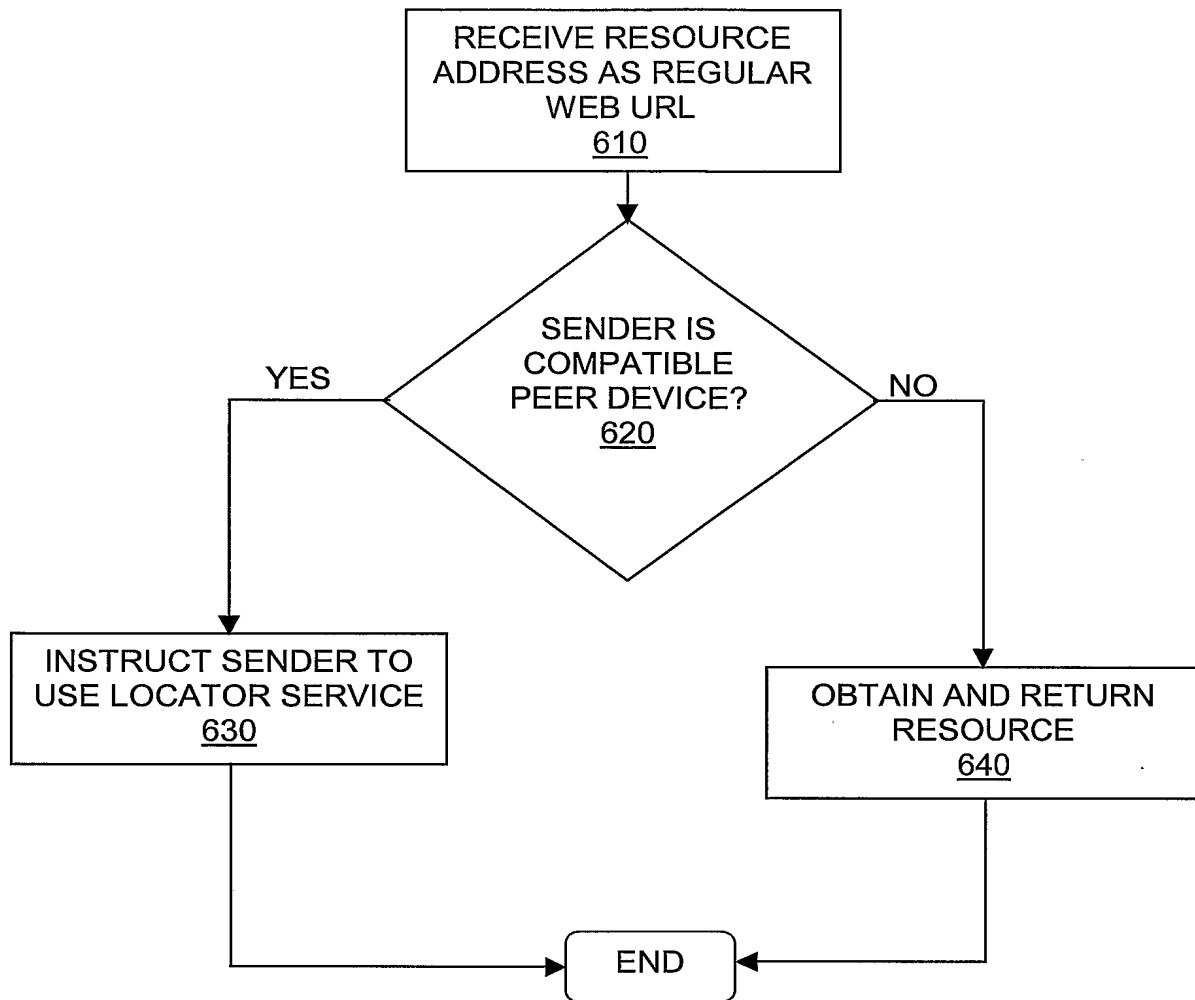 RECEIVE RESOURCE
ADDRESS AS REGULAR
WEB URL
610
SENDER IS
COMPATIBLE
PEER DEVICE?
620
YES
NO
INSTRUCT SENDER TO
USE LOCATOR SERVICE
630
OBTAIN AND RETURN
RESOURCE
640
END